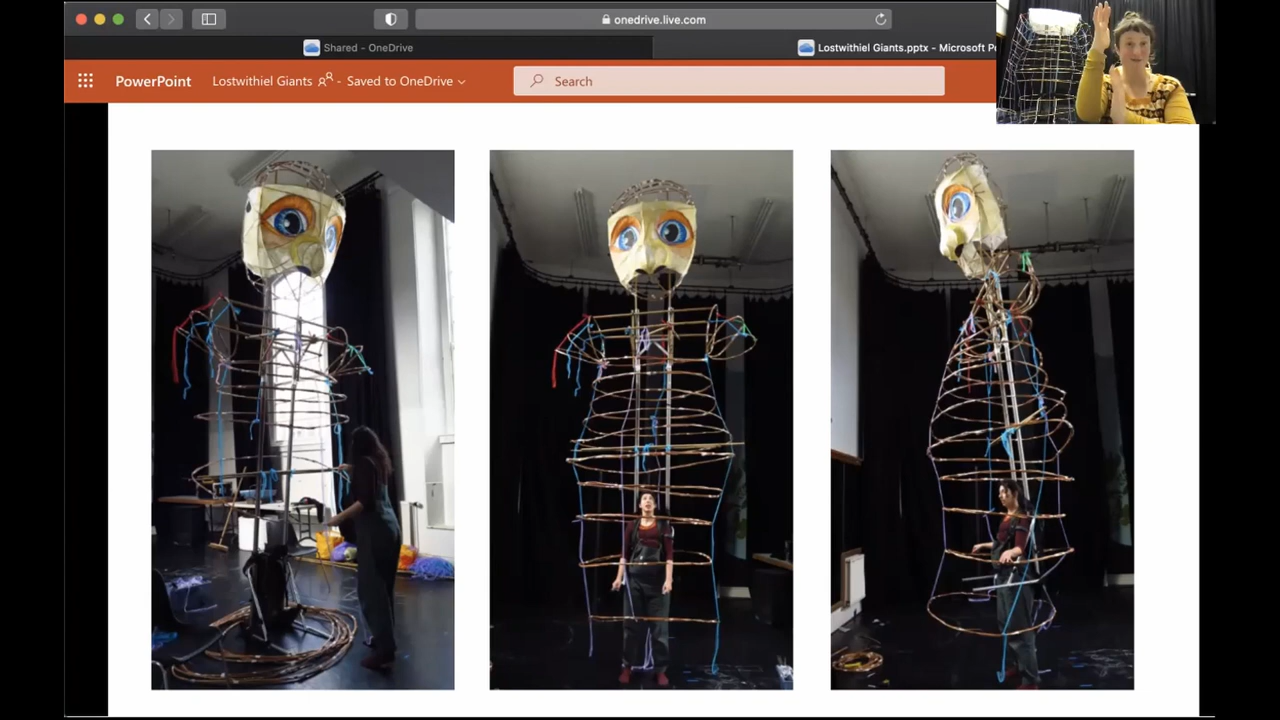 onedrive.live.com
Shared - OneDrive
Lostwithiel Giants.pptx - Microsoft
PowerPoint
Lostwithiel Giants - Saved to OneDrive
Search